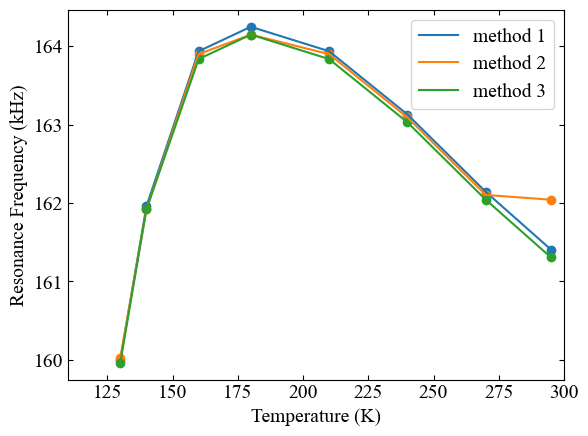 164
163
162
161
160
Resonance Frequency (kHz)
method 1
method 2
method 3
125 150 175 200 225 250 275 300
Temperature (K)